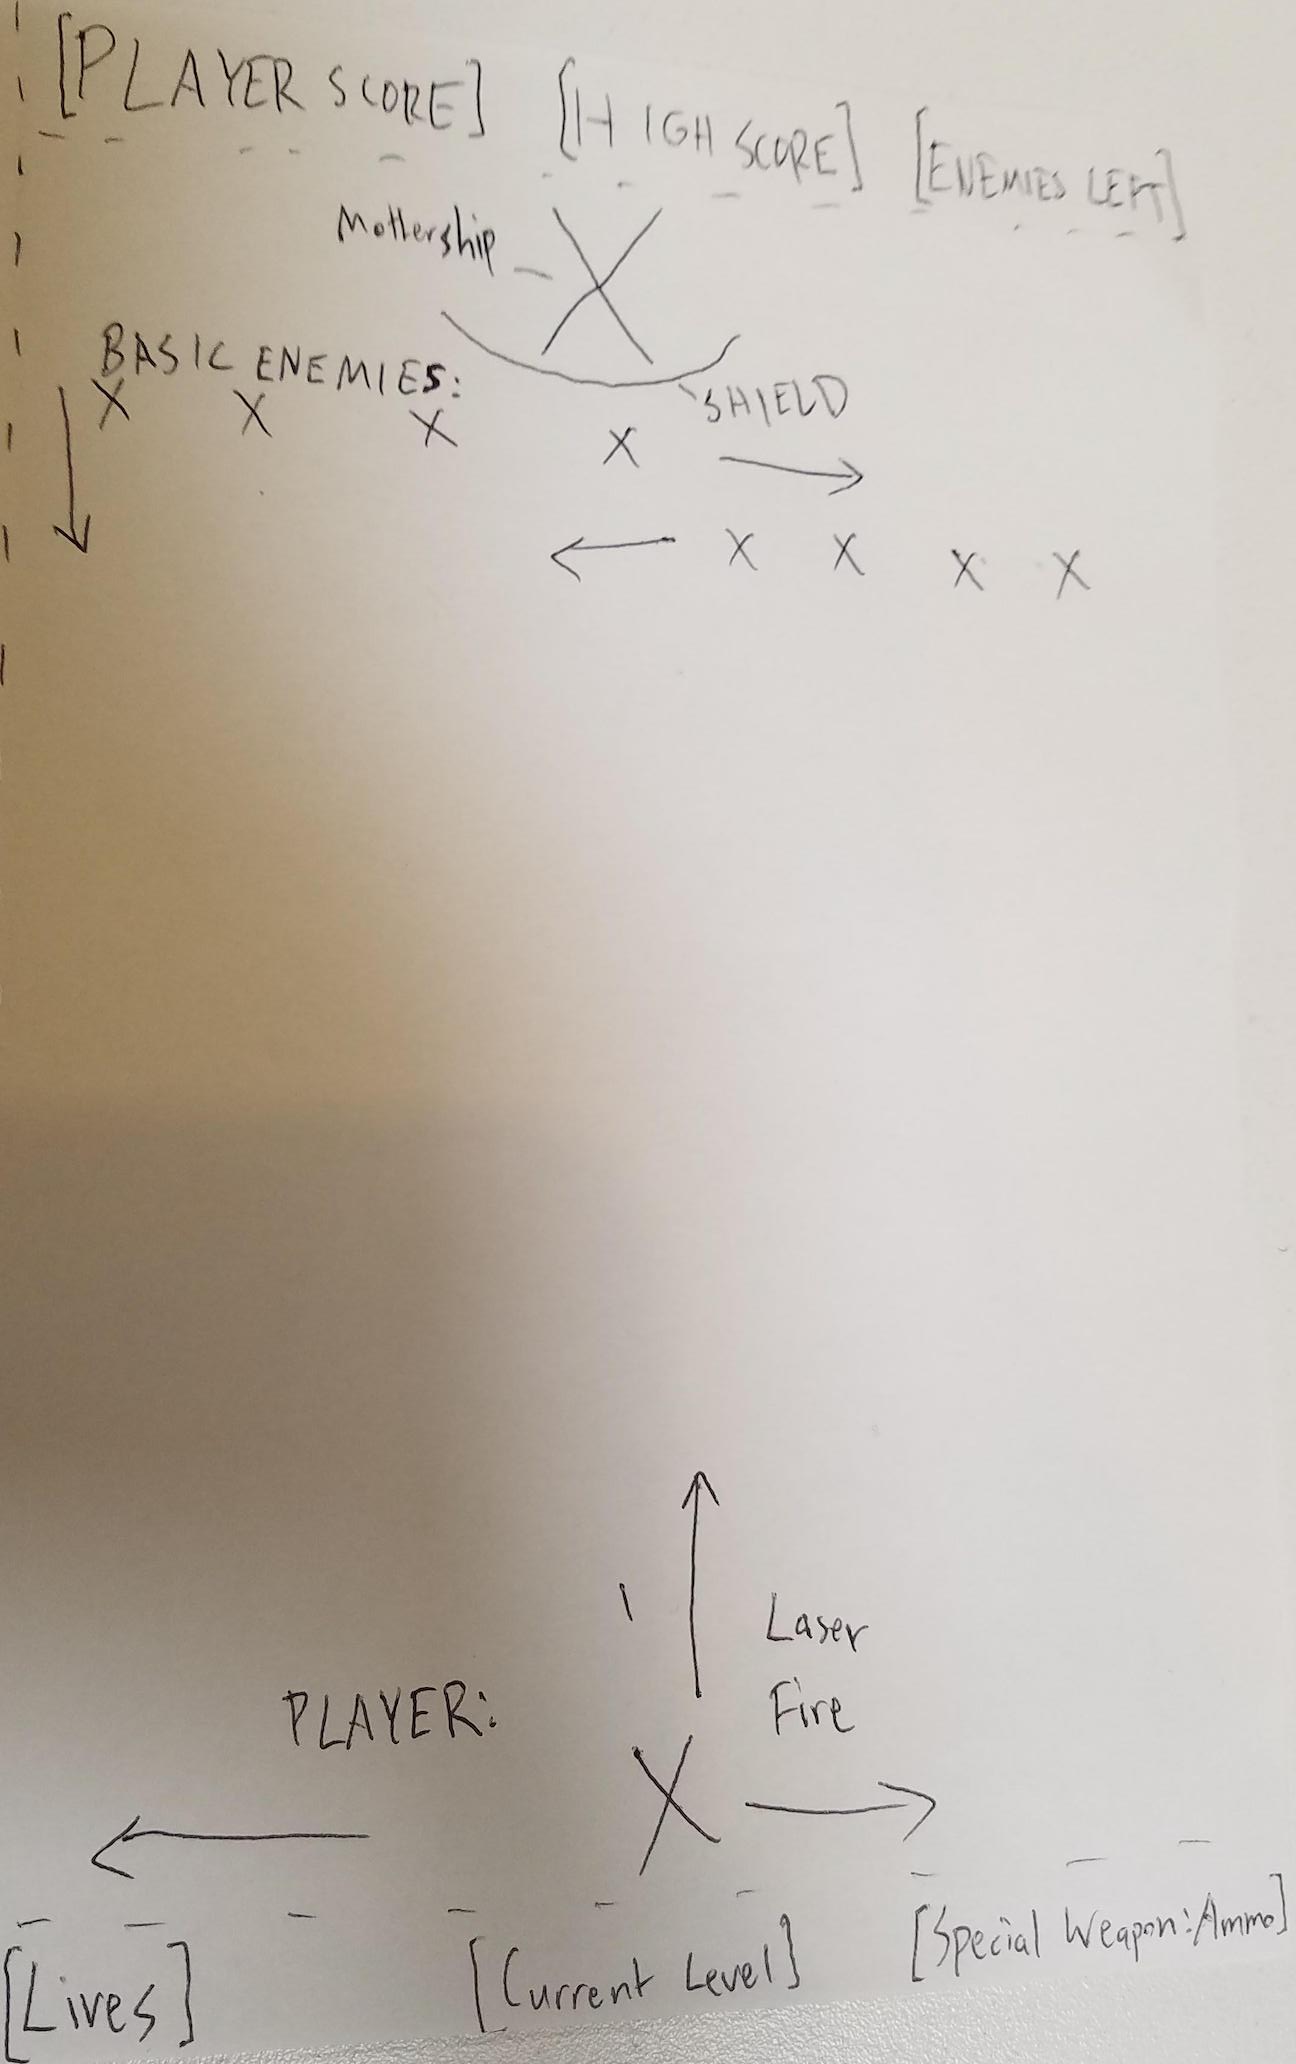 [PLAYER SCORE] [HIGH SCORE] [ENEMIES LEFT]
Mothership
BASIC ENEMIES:
SHIELD
X X X X
X X X X
Laser
Fire
PLAYER:
X
[Lives] [Current Level] [Special Weapon:Ammo]